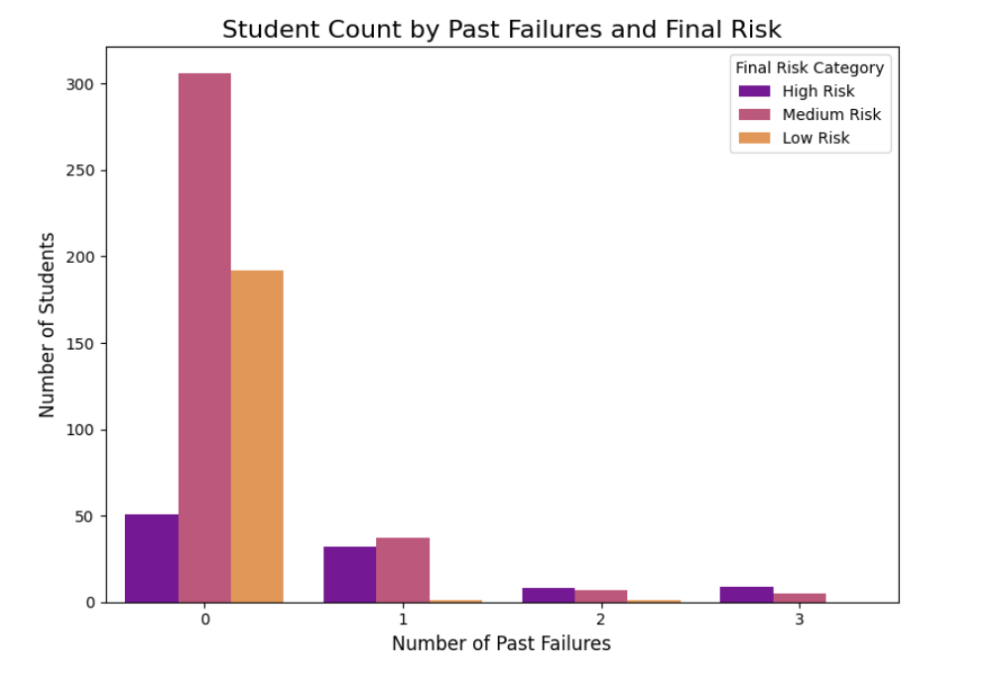 Student Count by Past Failures and Final Risk
Final Risk Category
High Risk
Medium Risk
Low Risk
300
250
200
150
100
50
0
Number of Students
0 1 2 3
Number of Past Failures